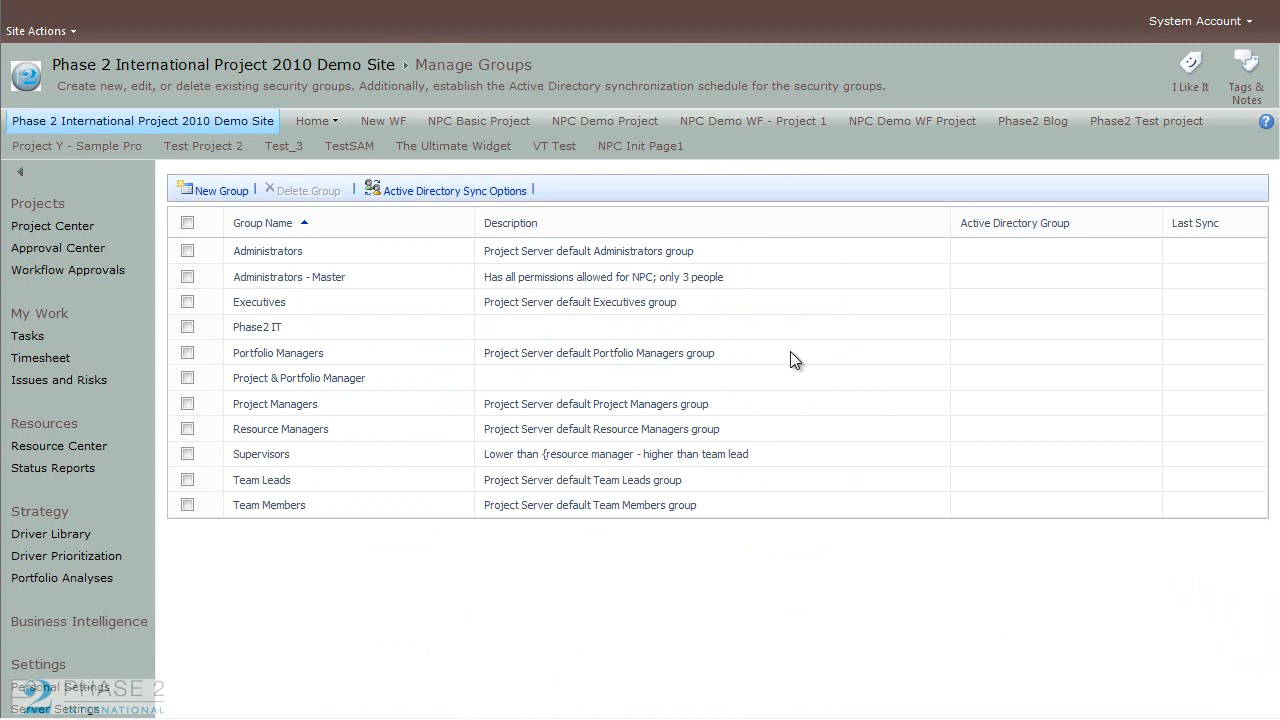 System Account
Site Actions
Phase 2 International Project 2010 Demo Site Manage Groups
Create new, edit, or delete existing security groups. Additionally, establish the Active Directory synchronization schedule for the security groups.
I Like It
Tags & Notes
Phase 2 International Project 2010 Demo Site Home New WF NPC Basic Project NPC Demo Project NPC Demo WF - Project 1 NPC Demo WF Project Phase2 Blog Phase2 Test project
Project Y - Sample Pro Test Project 2 Test_3 TestSAM The Ultimate Widget VT Test NPC Init Page1
Projects
Project Center
Approval Center
Workflow Approvals
My Work
Tasks
Timesheet
Issues and Risks
Resources
Resource Center
Status Reports
Strategy
Driver Library
Driver Prioritization
Portfolio Analyses
Business Intelligence
Settings
Personal Settings
Server Settings
PHASE 2
INTERNATIONAL
New Group | Delete Group | Active Directory Sync Options |
Group Name Description Active Directory Group Last Sync
Administrators Project Server default Administrators group
Administrators - Master Has all permissions allowed for NPC; only 3 people
Executives Project Server default Executives group
Phase2 IT
Portfolio Managers Project Server default Portfolio Managers group
Project & Portfolio Manager
Project Managers Project Server default Project Managers group
Resource Managers Project Server default Resource Managers group
Supervisors Lower than {resource manager - higher than team lead
Team Leads Project Server default Team Leads group
Team Members Project Server default Team Members group